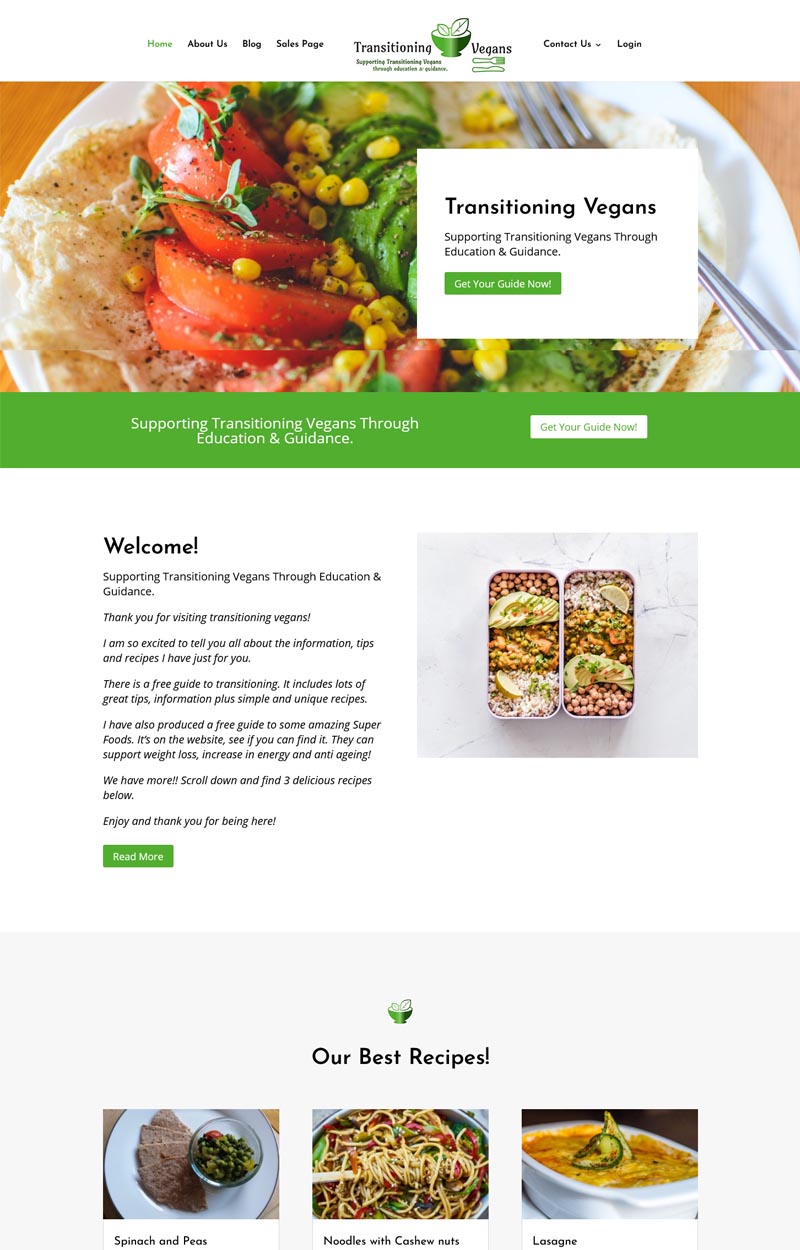 Home
About Us
Blog
Sales Page
Transitioning Vegans
Supporting Transitioning Vegans
through education & guidance.
Contact Us
Login
Transitioning Vegans
Supporting Transitioning Vegans Through
Education & Guidance.
Get Your Guide Now!
Supporting Transitioning Vegans Through
Education & Guidance.
Get Your Guide Now!
Welcome!
Supporting Transitioning Vegans Through Education &
Guidance.
Thank you for visiting transitioning vegans!
I am so excited to tell you all about the information, tips
and recipes I have just for you.
There is a free guide to transitioning. It includes lots of
great tips, information plus simple and unique recipes.
I have also produced a free guide to some amazing Super
Foods. It's on the website, see if you can find it. They can
support weight loss, increase in energy and anti ageing!
We have more!! Scroll down and find 3 delicious recipes
below.
Enjoy and thank you for being here!
Read More
Our Best Recipes!
Spinach and Peas
Noodles with Cashew nuts
Lasagne